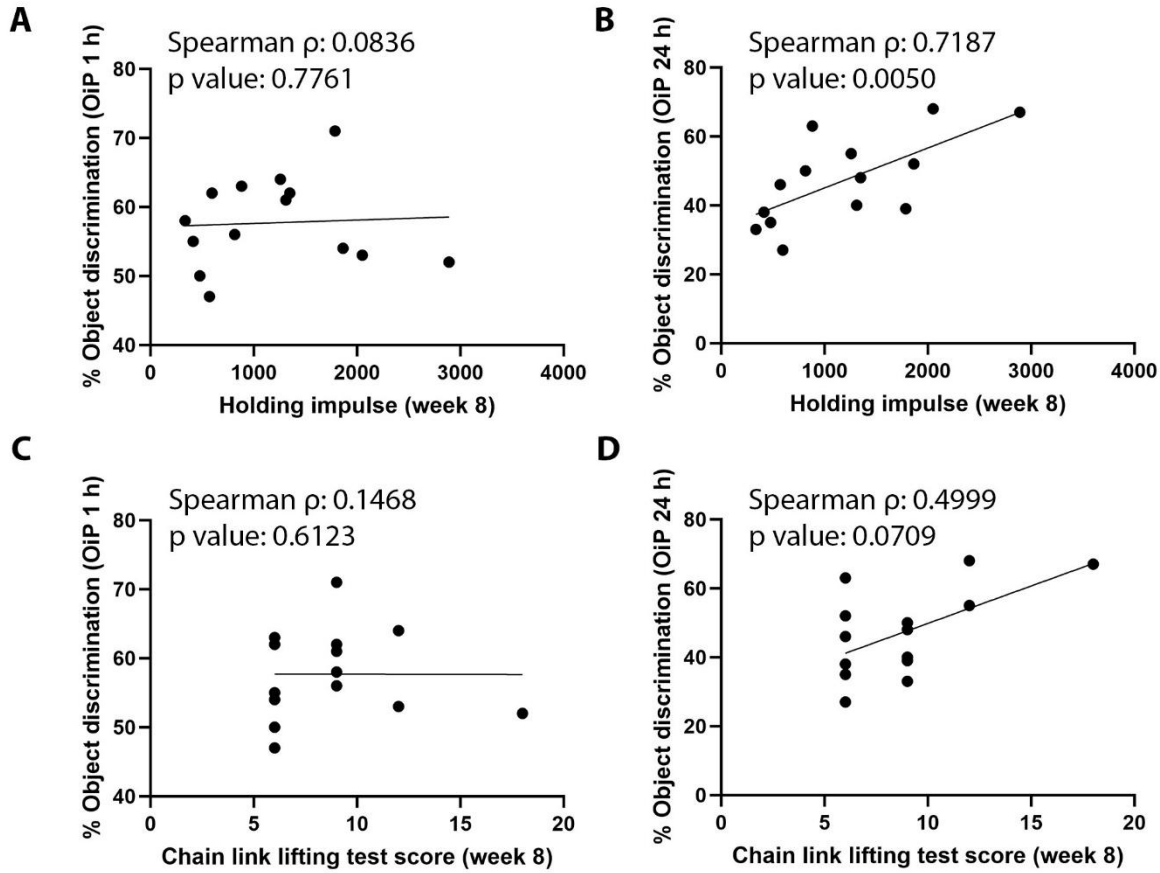 A
Spearman ρ: 0.0836
p value: 0.7761
% Object discrimination (OiP 1 h)
80
70
60
50
40
0 1000 2000 3000 4000
Holding impulse (week 8)
B
Spearman ρ: 0.7187
p value: 0.0050
% Object discrimination (OiP 24 h)
80
60
40
20
0
0 1000 2000 3000 4000
Holding impulse (week 8)
C
Spearman ρ: 0.1468
p value: 0.6123
% Object discrimination (OiP 1 h)
80
70
60
50
40
0 5 10 15 20
Chain link lifting test score (week 8)
D
Spearman ρ: 0.4999
p value: 0.0709
% Object discrimination (OiP 24 h)
80
60
40
20
0
0 5 10 15 20
Chain link lifting test score (week 8)